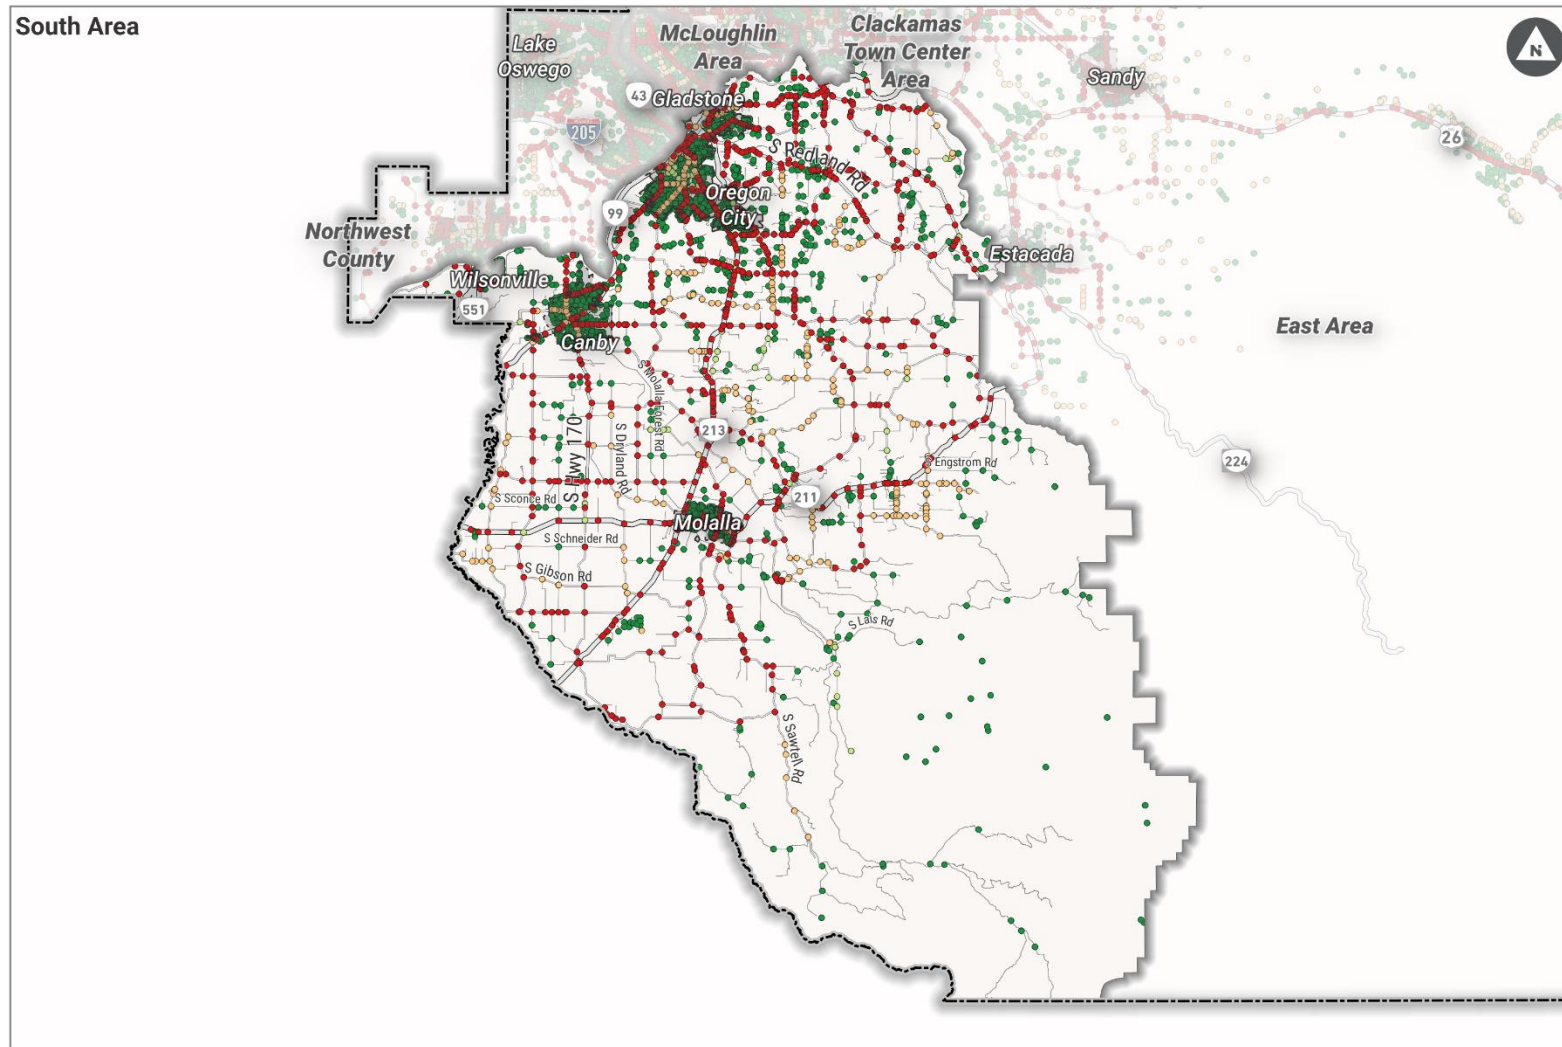 South Area
N
Lake
Oswego
McLoughlin
Area
Clackamas
Town Center
Area
Sandy
43
Gladstone
205
26
S Redland Rd
Oregon
City
99
Northwest
County
Estacada
Wilsonville
551
East Area
Canby
S Molalla Forest Rd
S Hwy 170
S Dryland Rd
213
224
S Engstrom Rd
S Sconce Rd
211
Molalla
S Schneider Rd
S Gibson Rd
S Lais Rd
S Sawtell Rd